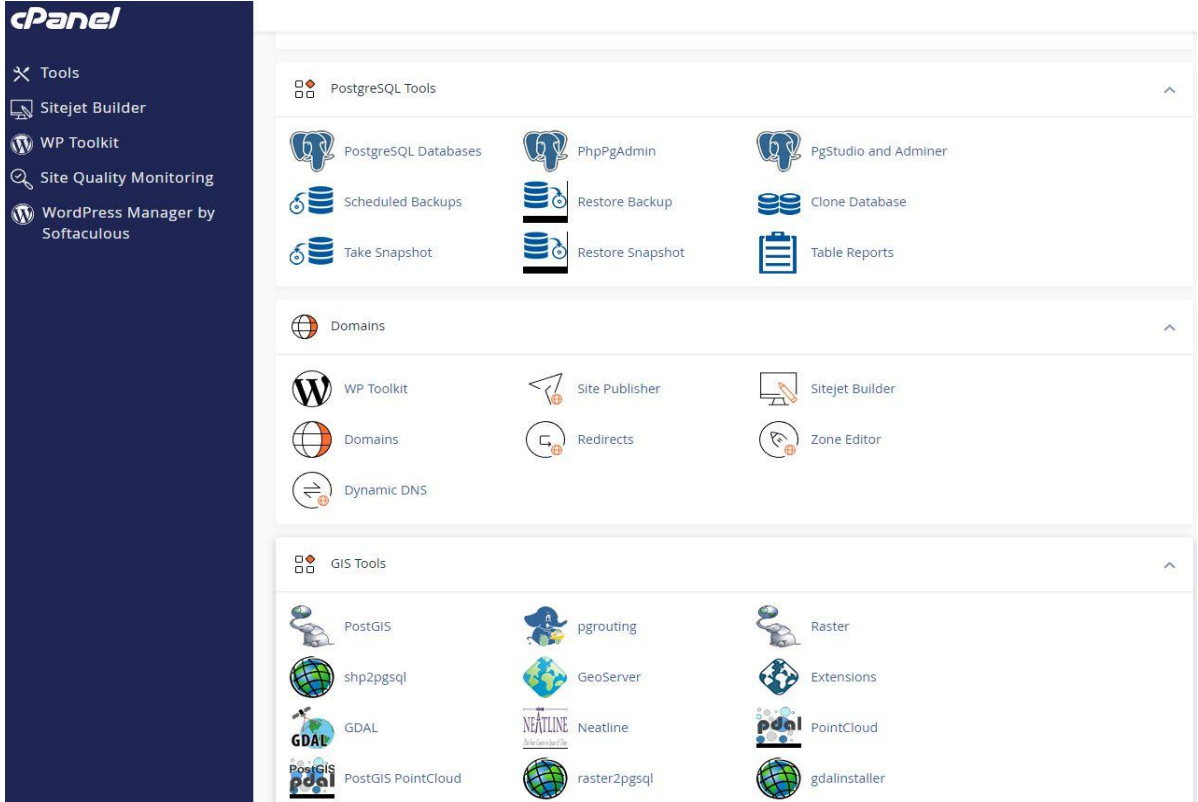 cPanel
Tools
Sitejet Builder
WP Toolkit
Site Quality Monitoring
WordPress Manager by
Softaculous
PostgreSQL Tools
PostgreSQL Databases
PhpPgAdmin
PgStudio and Adminer
Scheduled Backups
Restore Backup
Clone Database
Take Snapshot
Restore Snapshot
Table Reports
Domains
WP Toolkit
Site Publisher
Sitejet Builder
Domains
Redirects
Zone Editor
Dynamic DNS
GIS Tools
PostGIS
pgrouting
Raster
shp2pgsql
GeoServer
Extensions
GDAL
GDAL
NEATLINE
Neatline
pdal
PointCloud
PostGIS
pdal
PostGIS PointCloud
raster2pgsql
gdalinstaller